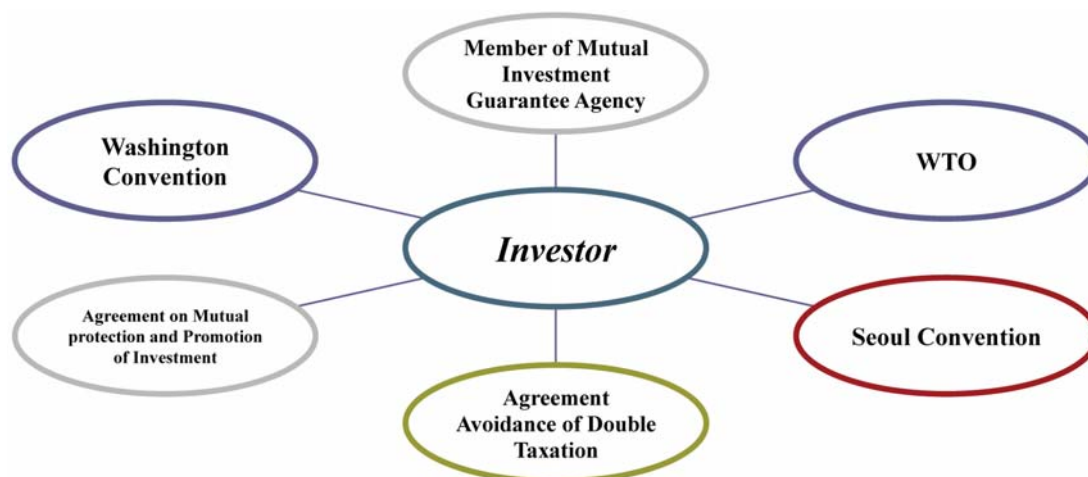 Member of Mutual
Investment
Guarantee Agency
Washington
Convention
WTO
Investor
Agreement on Mutual
protection and Promotion
of Investment
Seoul Convention
Agreement
Avoidance of Double
Taxation